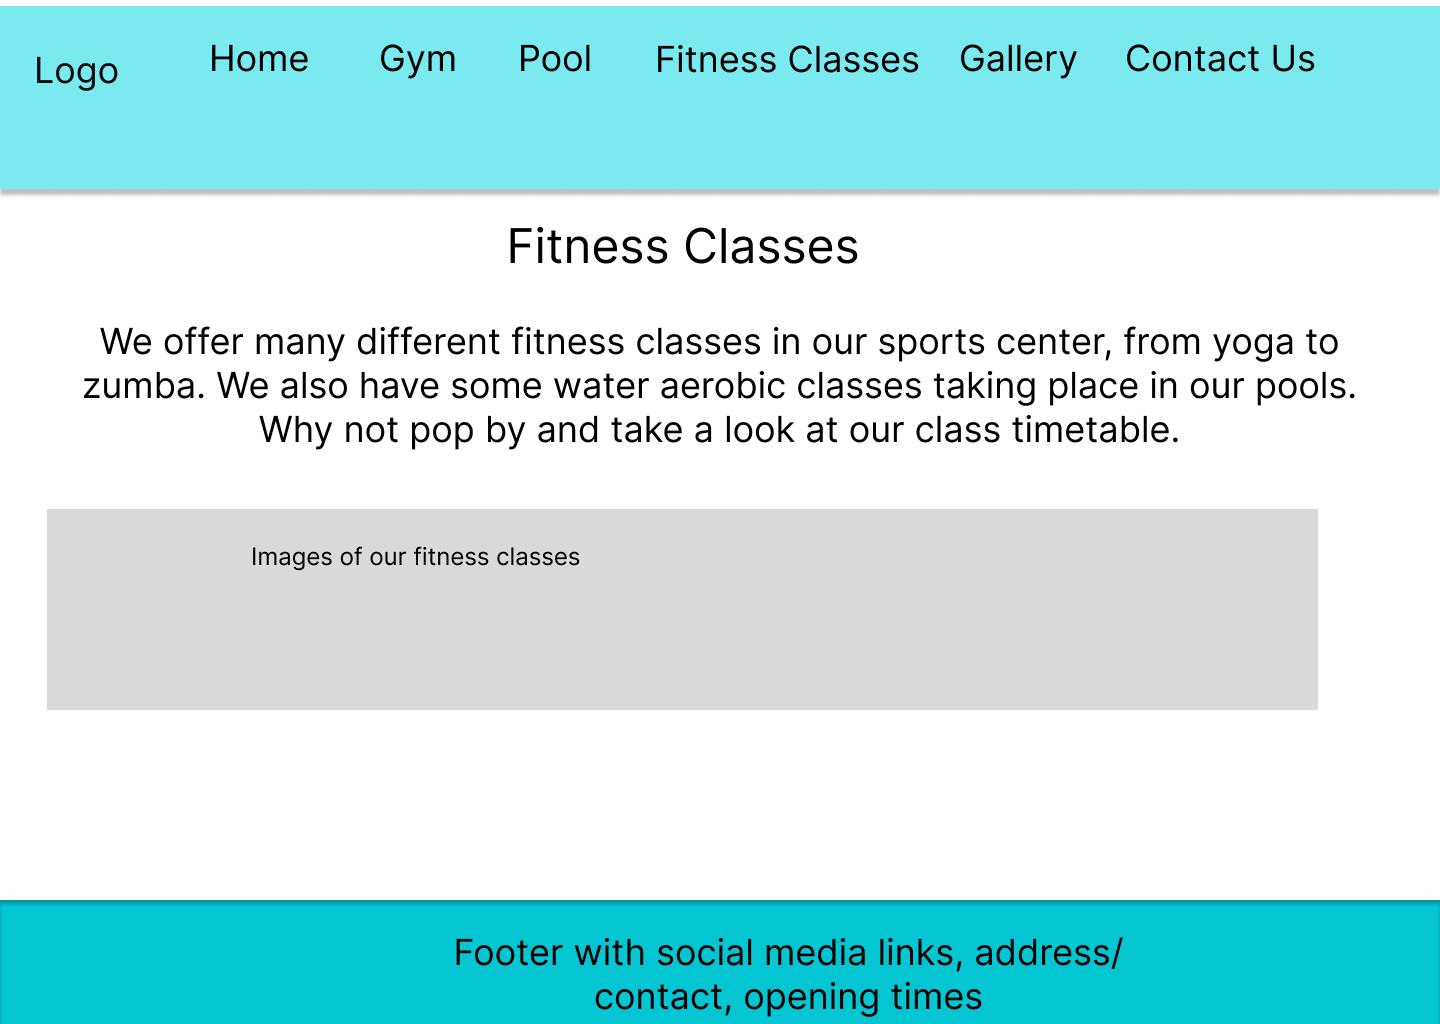 Logo Home Gym Pool Fitness Classes Gallery Contact Us
Fitness Classes
We offer many different fitness classes in our sports center, from yoga to
zumba. We also have some water aerobic classes taking place in our pools.
Why not pop by and take a look at our class timetable.
Images of our fitness classes
Footer with social media links, address/
contact, opening times